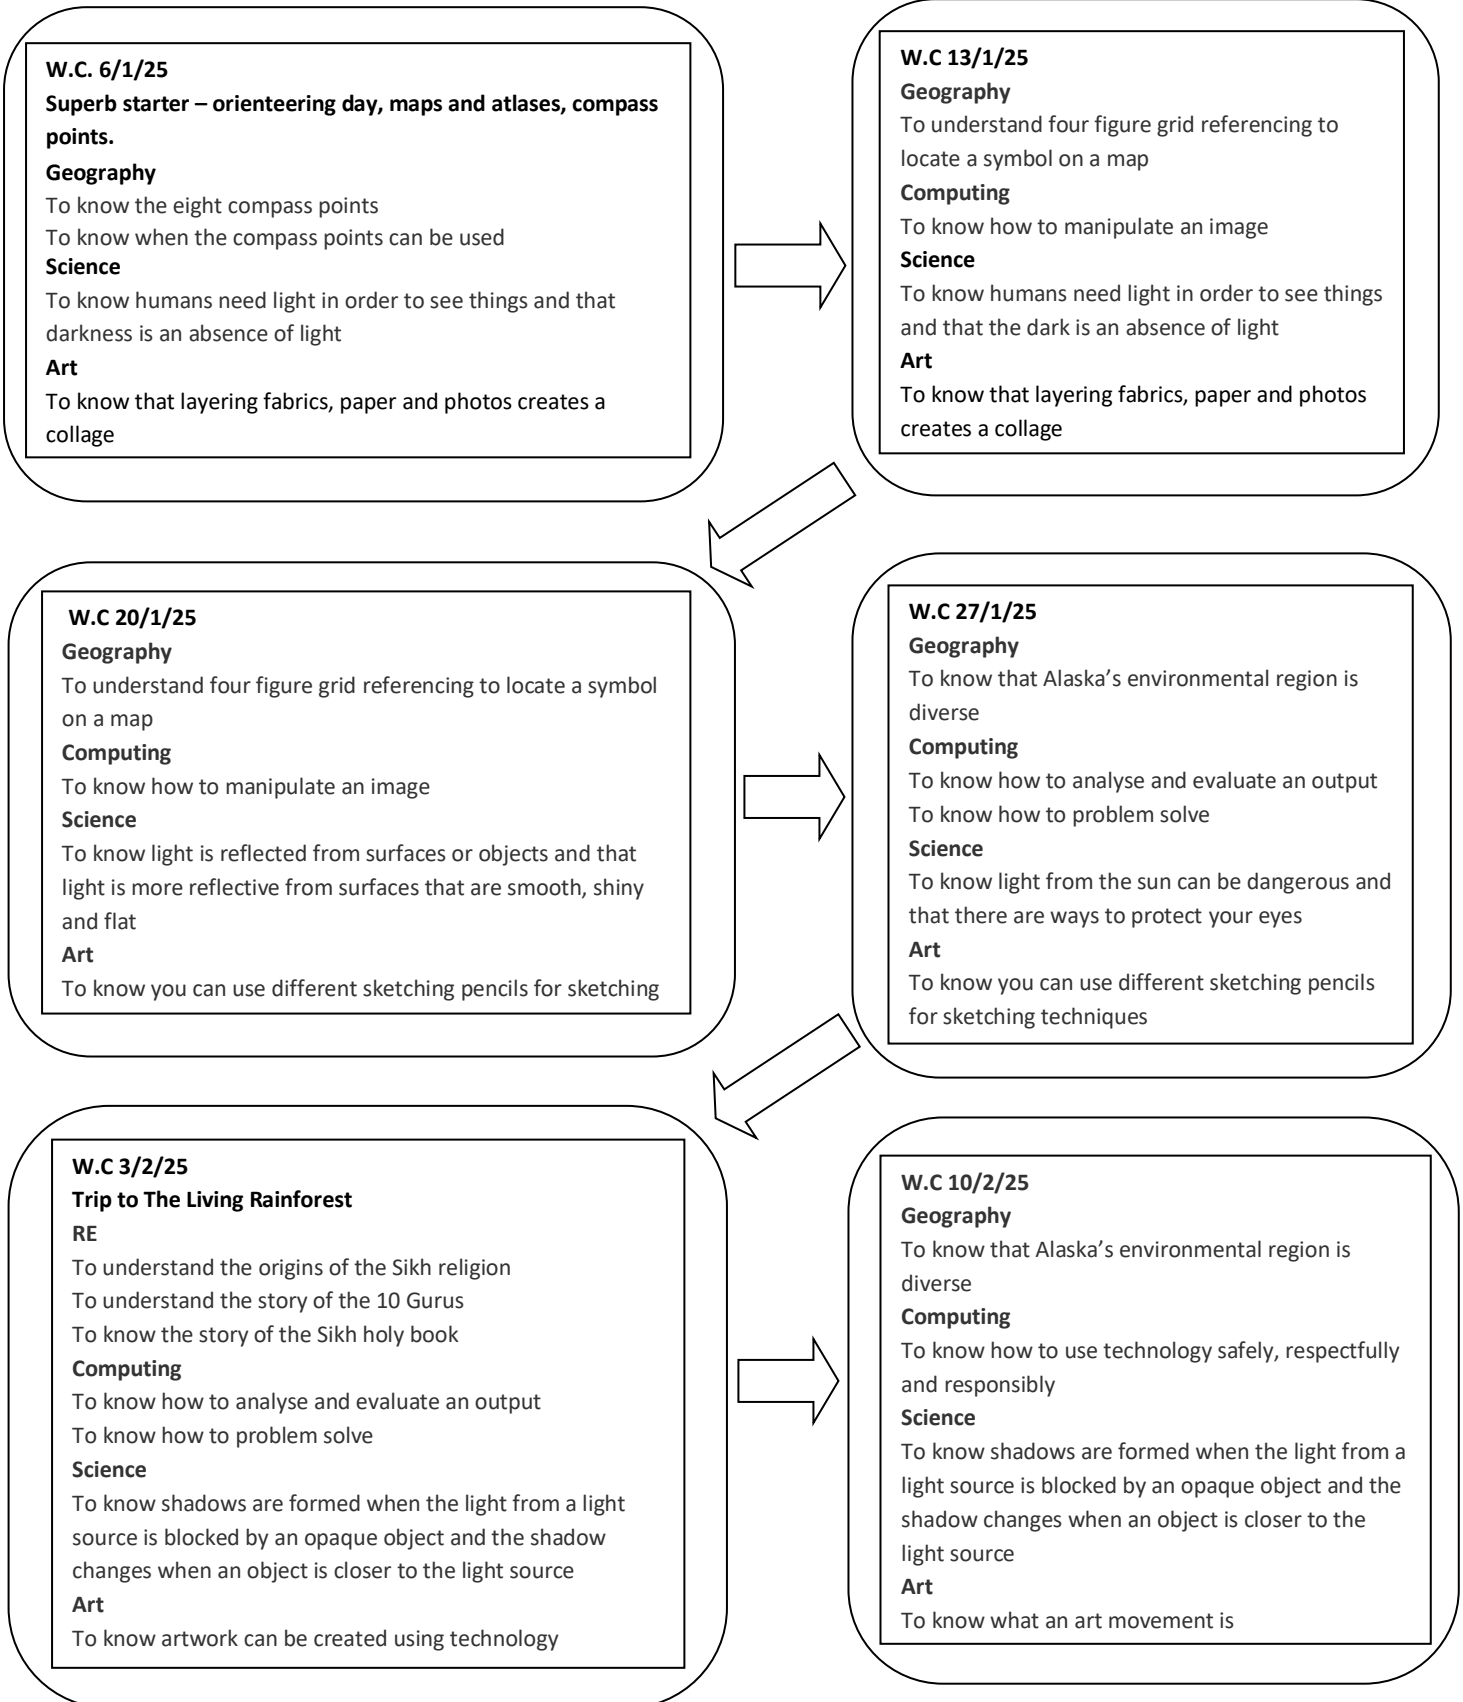 W.C. 6/1/25
Superb starter – orienteering day, maps and atlases, compass
points.
Geography
To know the eight compass points
To know when the compass points can be used
Science
To know humans need light in order to see things and that
darkness is an absence of light
Art
To know that layering fabrics, paper and photos creates a
collage
W.C 13/1/25
Geography
To understand four figure grid referencing to
locate a symbol on a map
Computing
To know how to manipulate an image
Science
To know humans need light in order to see things
and that the dark is an absence of light
Art
To know that layering fabrics, paper and photos
creates a collage
W.C 20/1/25
Geography
To understand four figure grid referencing to locate a symbol
on a map
Computing
To know how to manipulate an image
Science
To know light is reflected from surfaces or objects and that
light is more reflective from surfaces that are smooth, shiny
and flat
Art
To know you can use different sketching pencils for sketching
W.C 27/1/25
Geography
To know that Alaska’s environmental region is
diverse
Computing
To know how to analyse and evaluate an output
To know how to problem solve
Science
To know light from the sun can be dangerous and
that there are ways to protect your eyes
Art
To know you can use different sketching pencils
for sketching techniques
W.C 3/2/25
Trip to The Living Rainforest
RE
To understand the origins of the Sikh religion
To understand the story of the 10 Gurus
To know the story of the Sikh holy book
Computing
To know how to analyse and evaluate an output
To know how to problem solve
Science
To know shadows are formed when the light from a light
source is blocked by an opaque object and the shadow
changes when an object is closer to the light source
Art
To know artwork can be created using technology
W.C 10/2/25
Geography
To know that Alaska’s environmental region is
diverse
Computing
To know how to use technology safely, respectfully
and responsibly
Science
To know shadows are formed when the light from a
light source is blocked by an opaque object and the
shadow changes when an object is closer to the
light source
Art
To know what an art movement is